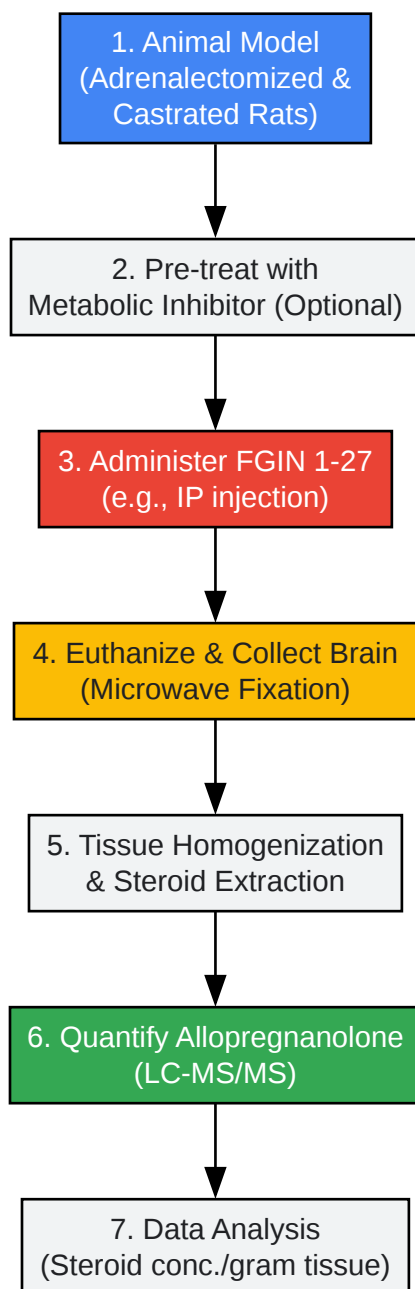 1. Animal Model
(Adrenalectomized &
Castrated Rats)
2. Pre-treat with
Metabolic Inhibitor (Optional)
3. Administer FGIN 1-27
(e.g., IP injection)
4. Euthanize & Collect Brain
(Microwave Fixation)
5. Tissue Homogenization
& Steroid Extraction
6. Quantify Allopregnanolone
(LC-MS/MS)
7. Data Analysis
(Steroid conc./gram tissue)